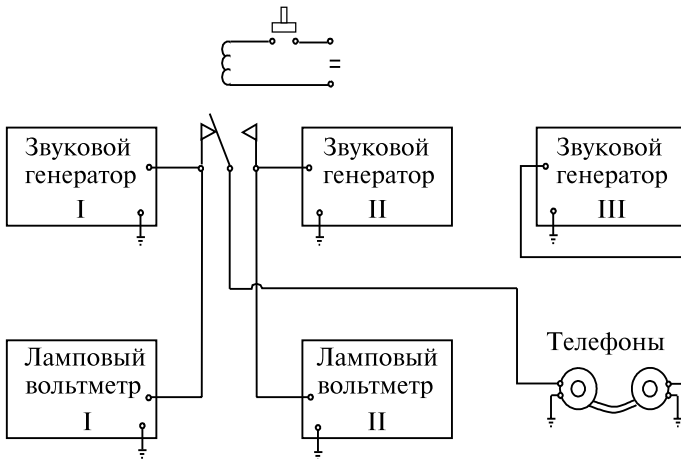 Звуковой
генератор
I
Звуковой
генератор
II
Звуковой
генератор
III
Ламповый
вольтметр
I
Ламповый
вольтметр
II
Телефоны